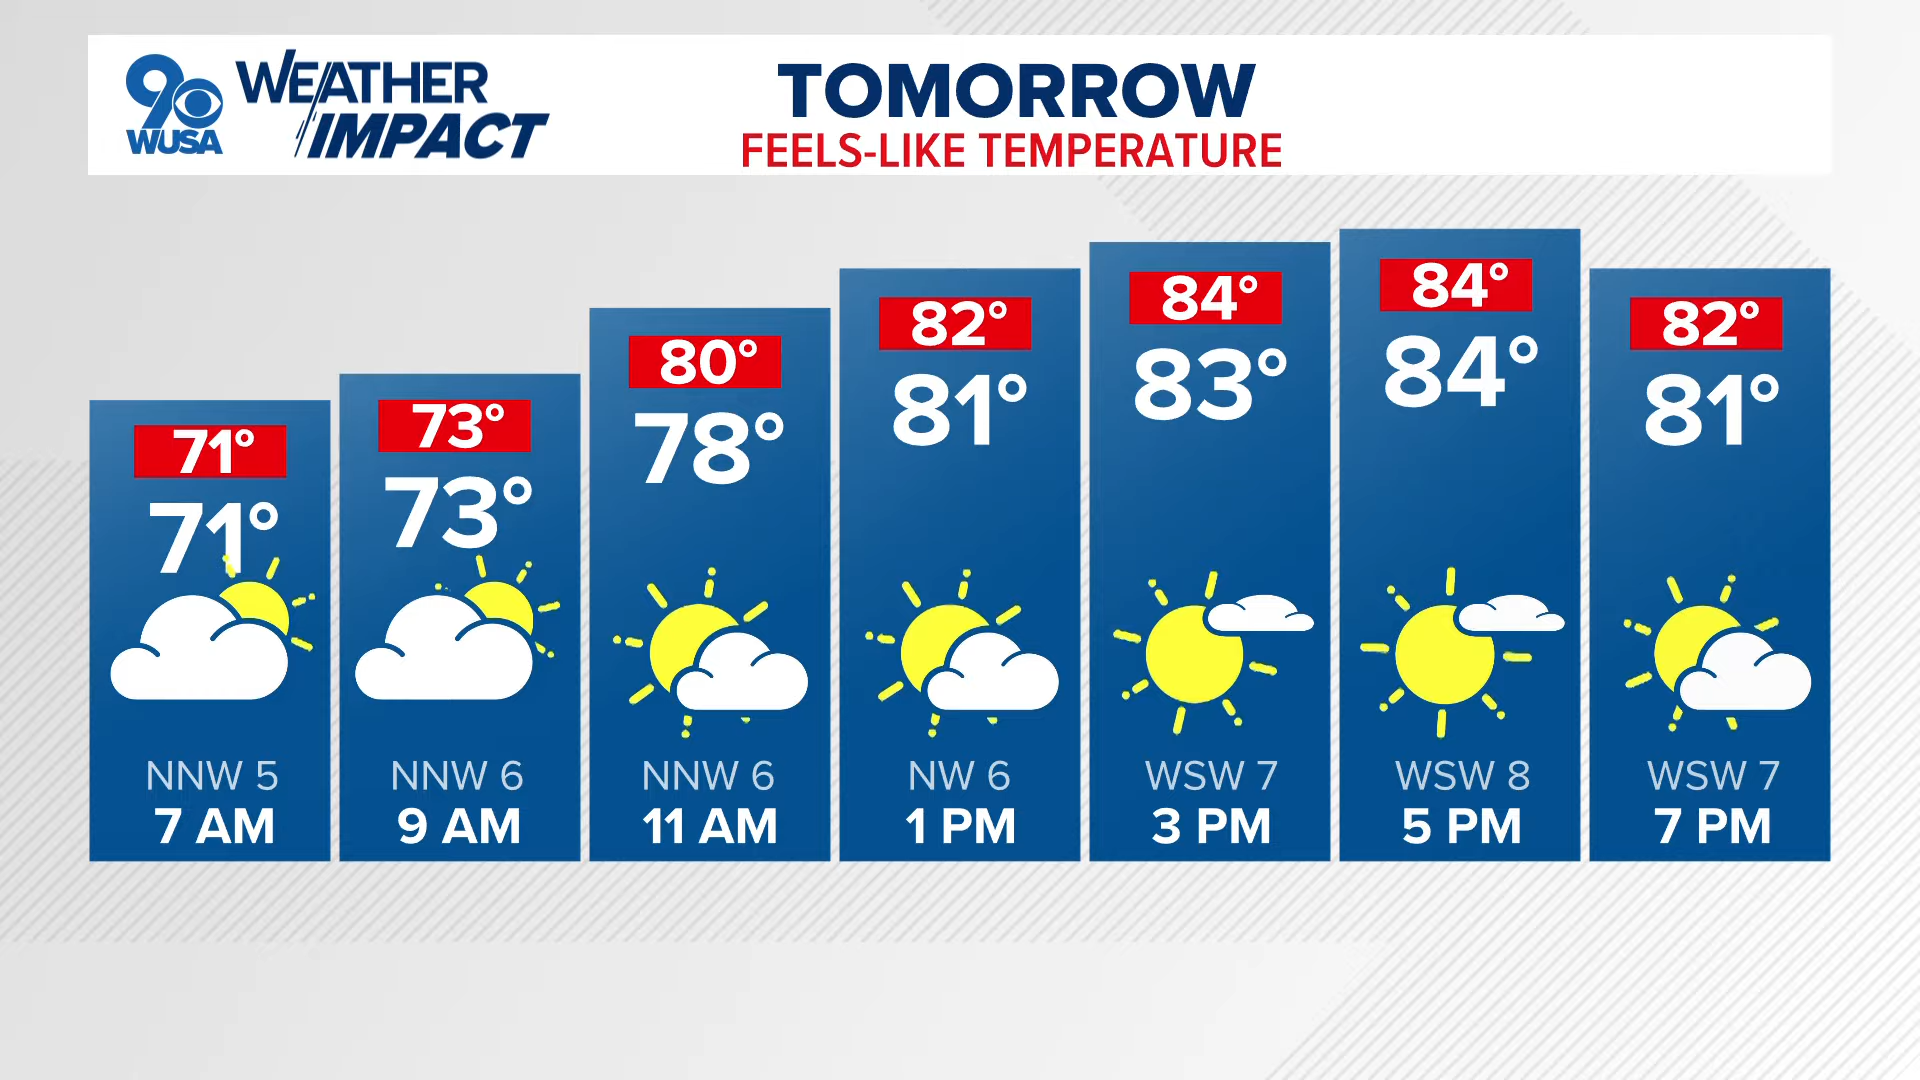 9
WUSA
WEATHER
IMPACT
TOMORROW
FEELS-LIKE TEMPERATURE
71°
71°
NNW 5
7 AM
73°
73°
NNW 6
9 AM
80°
78°
NNW 6
11 AM
82°
81°
NW 6
1 PM
84°
83°
WSW 7
3 PM
84°
84°
WSW 8
5 PM
82°
81°
WSW 7
7 PM